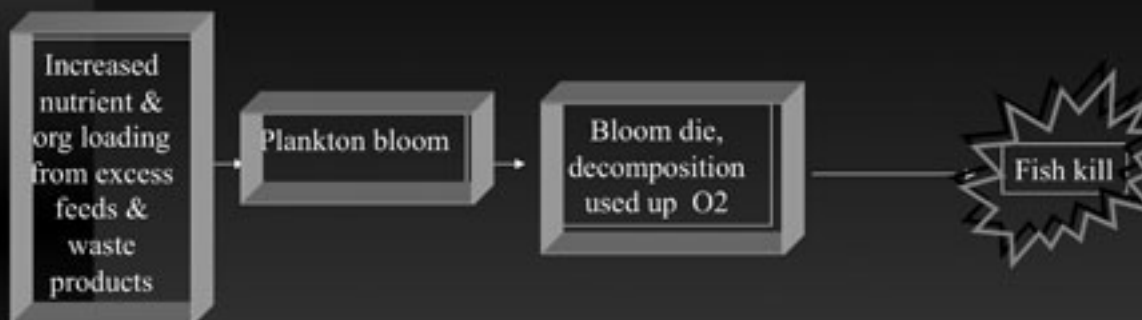 Increased
nutrient &
org loading
from excess
feeds &
waste
products
Plankton bloom
Bloom die,
decomposition
used up O2
Fish kill